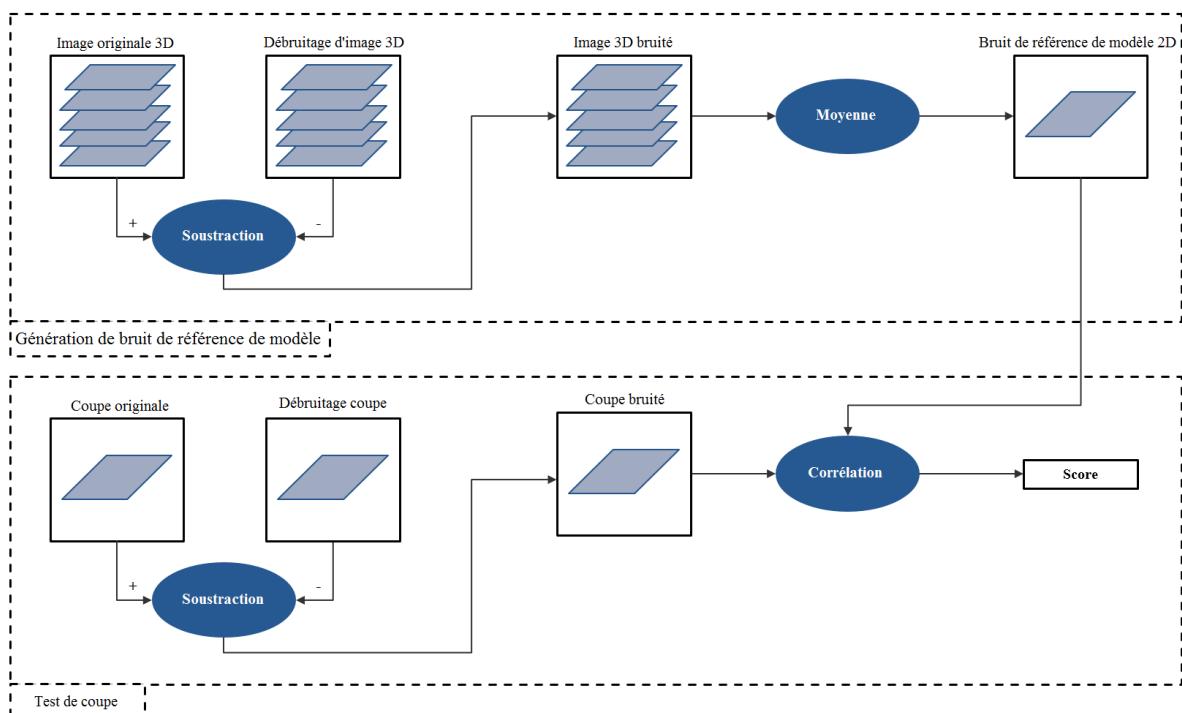 Image originale 3D
Débruitage d'image 3D
Image 3D bruité
Bruit de référence de modèle 2D
Moyenne
+
-
Soustraction
Génération de bruit de référence de modèle
Coupe originale
Débruitage coupe
Coupe bruité
Corrélation
Score
+
-
Soustraction
Test de coupe